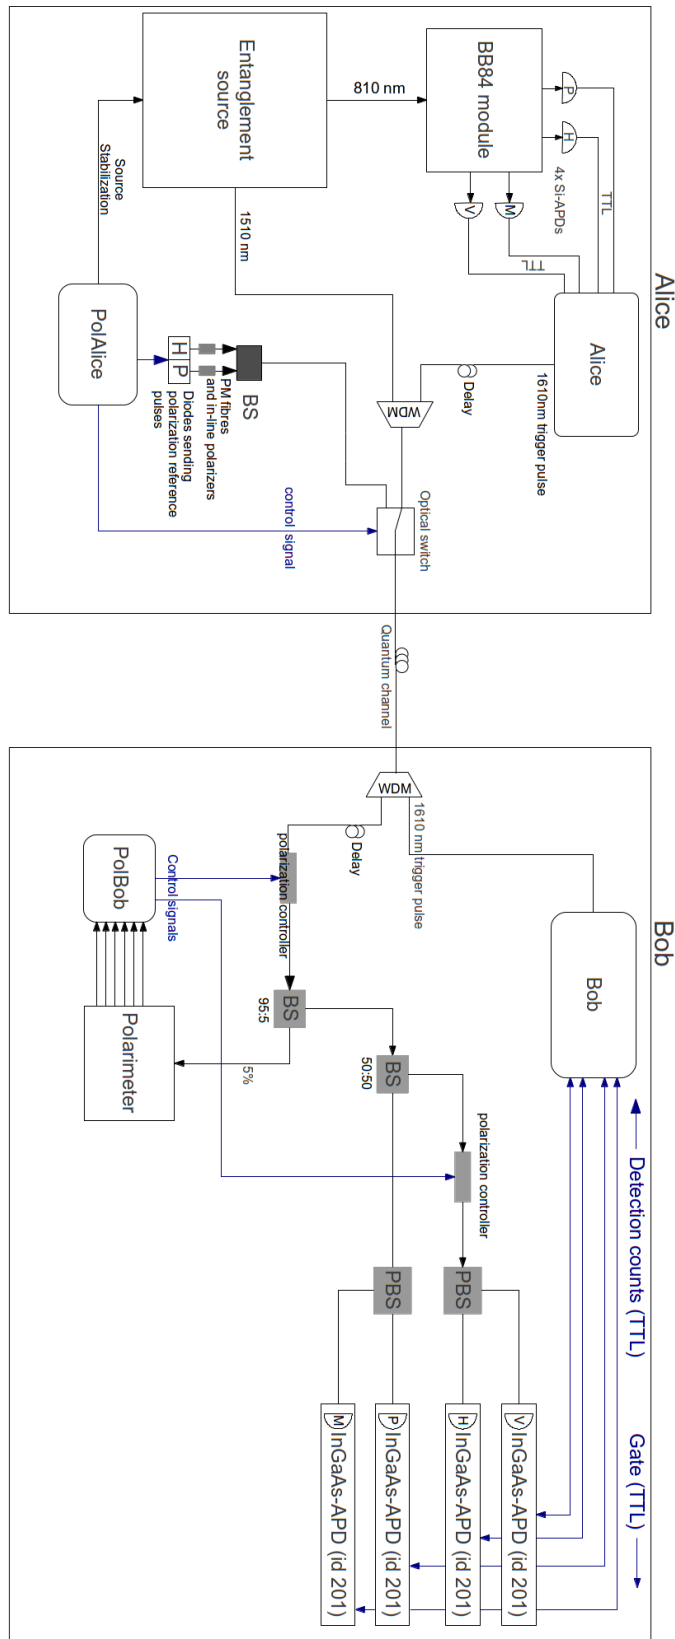 Alice
Entanglement
source
810 nm
BB84 module
P
H
V
M
4x Si-APDs
TTL
TTL
Source
Stabilization
1510 nm
PolAlice
H
P
BS
PM fibres
and in-line polarizers
Diodes sending
polarization reference
pulses
WDM
Delay
1610nm trigger pulse
Alice
Optical switch
control
signal
Quantum channel
Bob
WDM
1610 nm trigger pulse
Delay
polarization controller
PolBob
Control signals
BS
95:5
5%
Polarimeter
BS
50:50
polarization controller
PBS
PBS
Bob
Detection counts (TTL)
Gate (TTL)
V InGaAs-APD (id 201)
H InGaAs-APD (id 201)
P InGaAs-APD (id 201)
M InGaAs-APD (id 201)